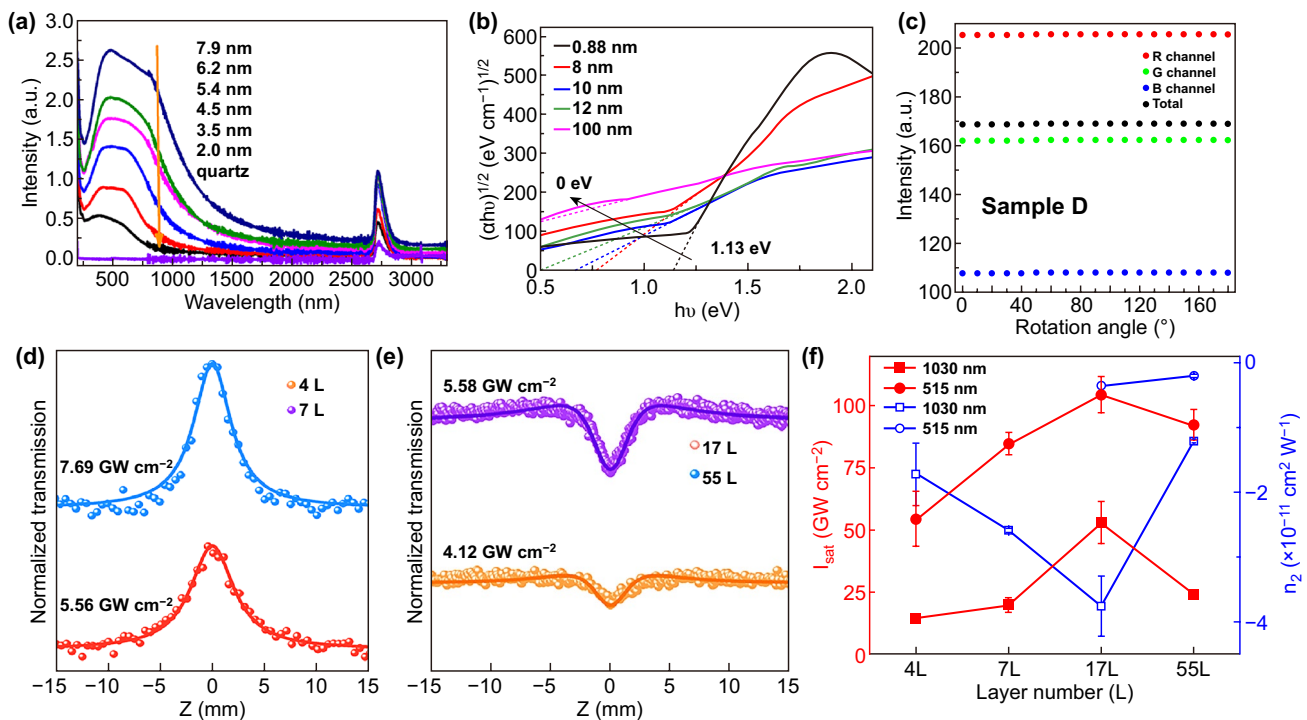 (a)
3.0
2.5
2.0
1.5
1.0
0.5
0.0
Intensity (a.u.)
7.9 nm
6.2 nm
5.4 nm
4.5 nm
3.5 nm
2.0 nm
quartz
500 1000 1500 2000 2500 3000
Wavelength (nm)
(b)
600
500
400
300
200
100
0
(αhυ)¹/² (eV cm⁻¹)¹/²
0.88 nm
8 nm
10 nm
12 nm
100 nm
0 eV
1.13 eV
0.5 1.0 1.5 2.0
hυ (eV)
(c)
200
180
160
140
120
100
Intensity (a.u.)
R channel
G channel
B channel
Total
Sample D
0 40 80 120 160
Rotation angle (°)
(d)
Normalized transmission
4 L
7 L
7.69 GW cm⁻²
5.56 GW cm⁻²
−15 −10 −5 0 5 10 15
Z (mm)
(e)
Normalized transmission
5.58 GW cm⁻²
17 L
55 L
4.12 GW cm⁻²
−15 −10 −5 0 5 10 15
Z (mm)
(f)
1030 nm
515 nm
1030 nm
515 nm
100
75
50
25
0
I_sat (GW cm⁻²)
0
−2
−4
n₂ (×10⁻¹¹ cm² W⁻¹)
4L 7L 17L 55L
Layer number (L)